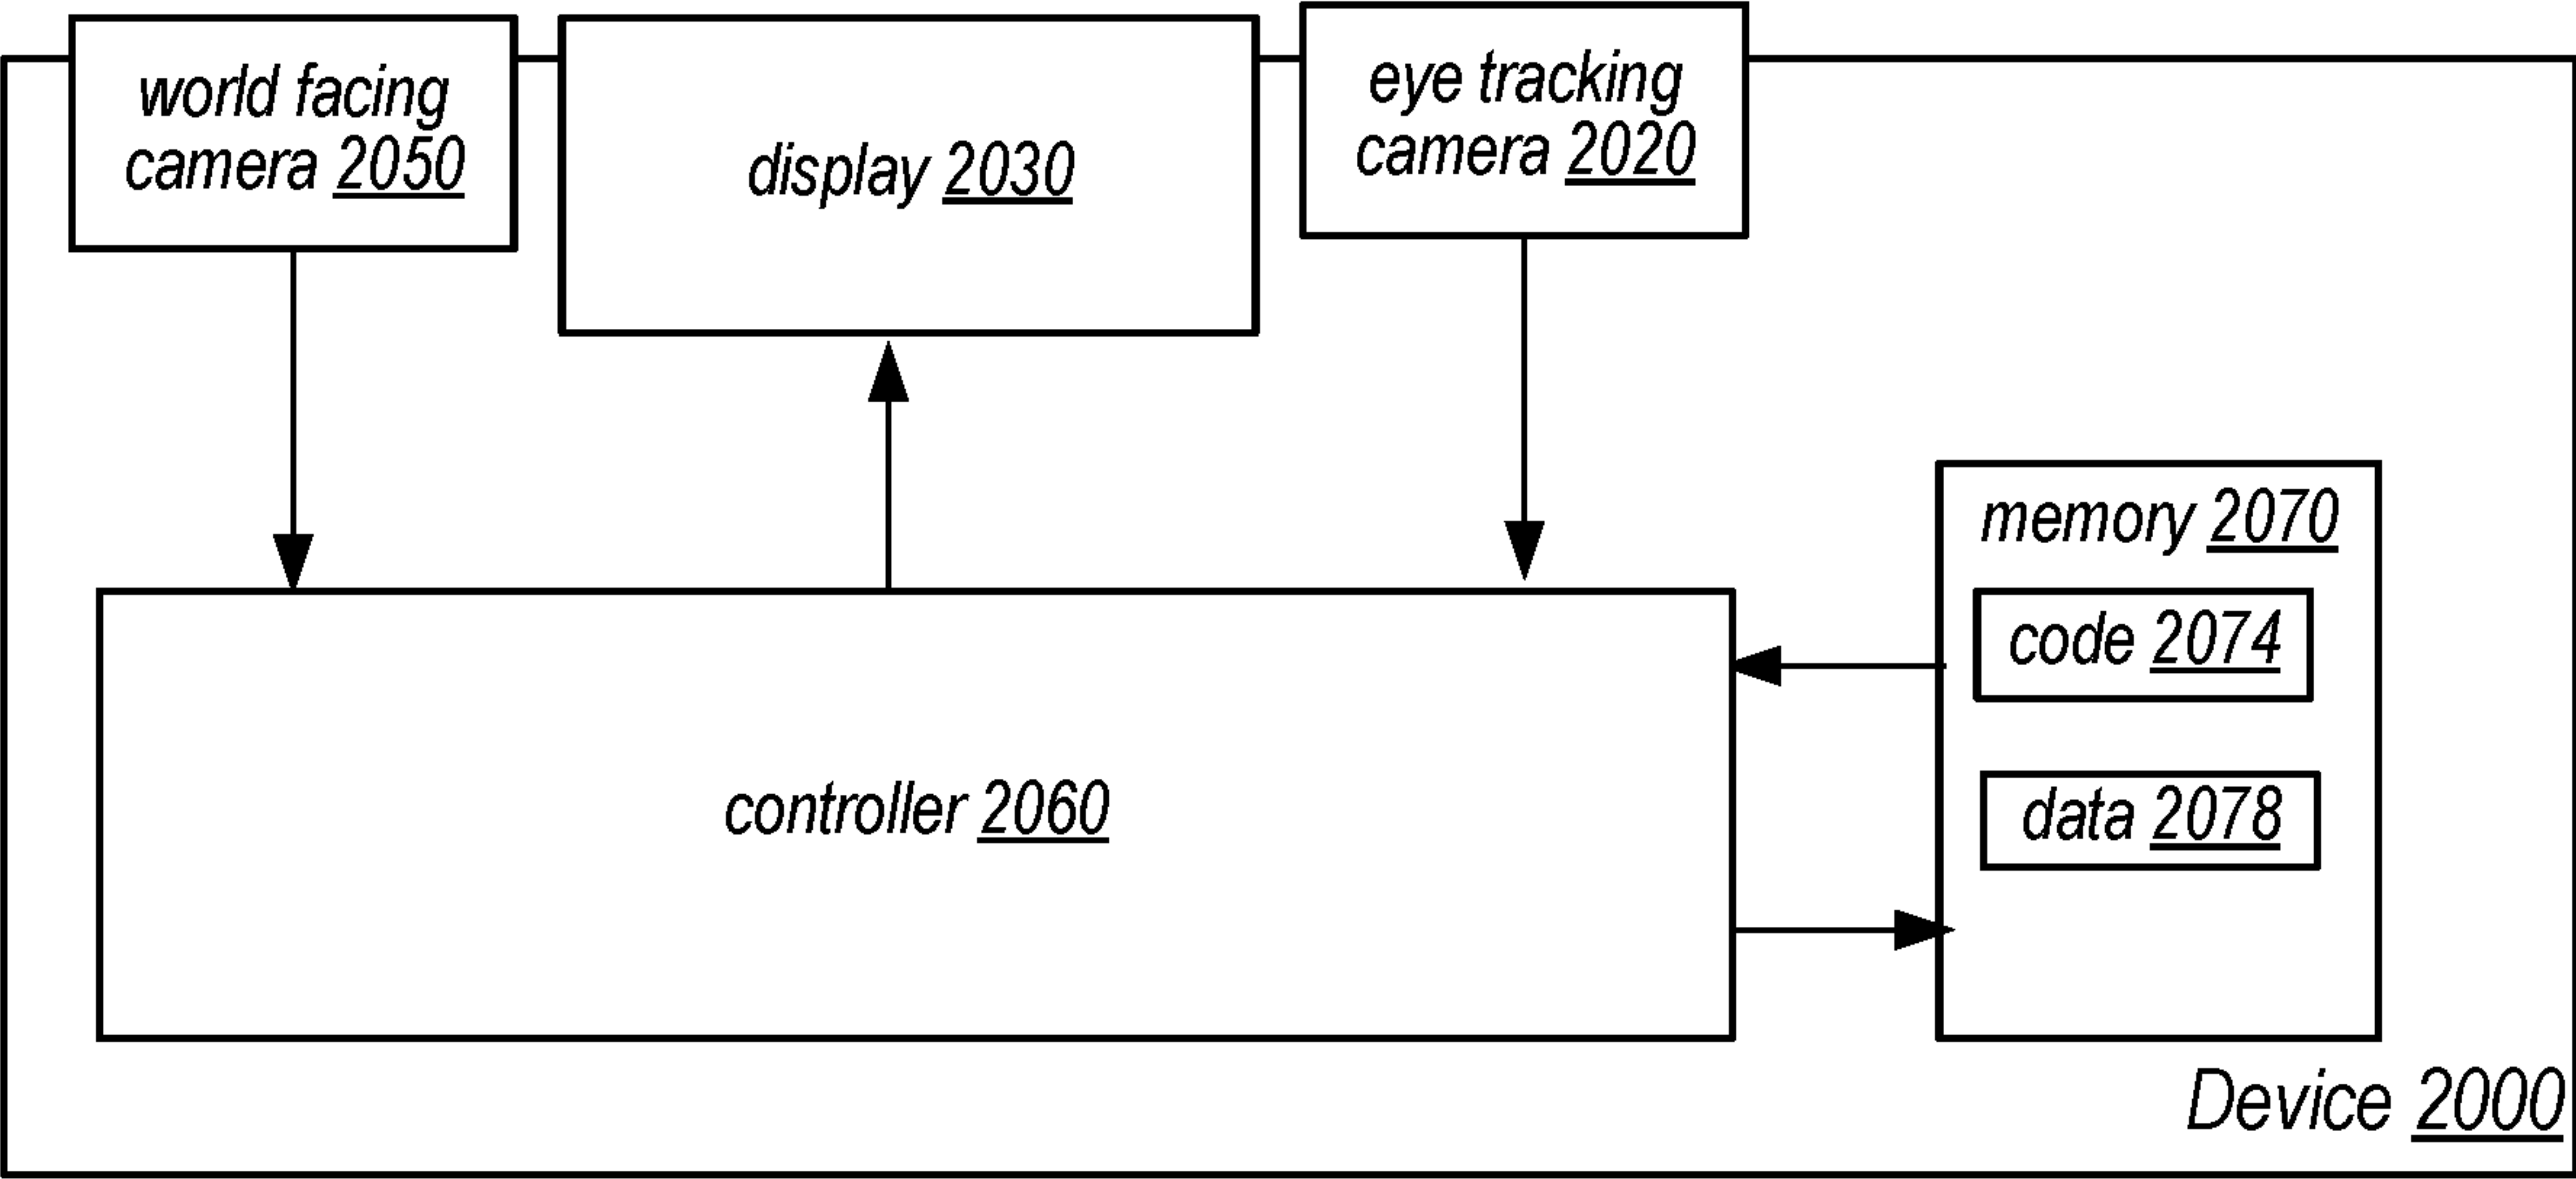 world facing
camera 2050
display 2030
eye tracking
camera 2020
memory 2070
code 2074
data 2078
controller 2060
Device 2000